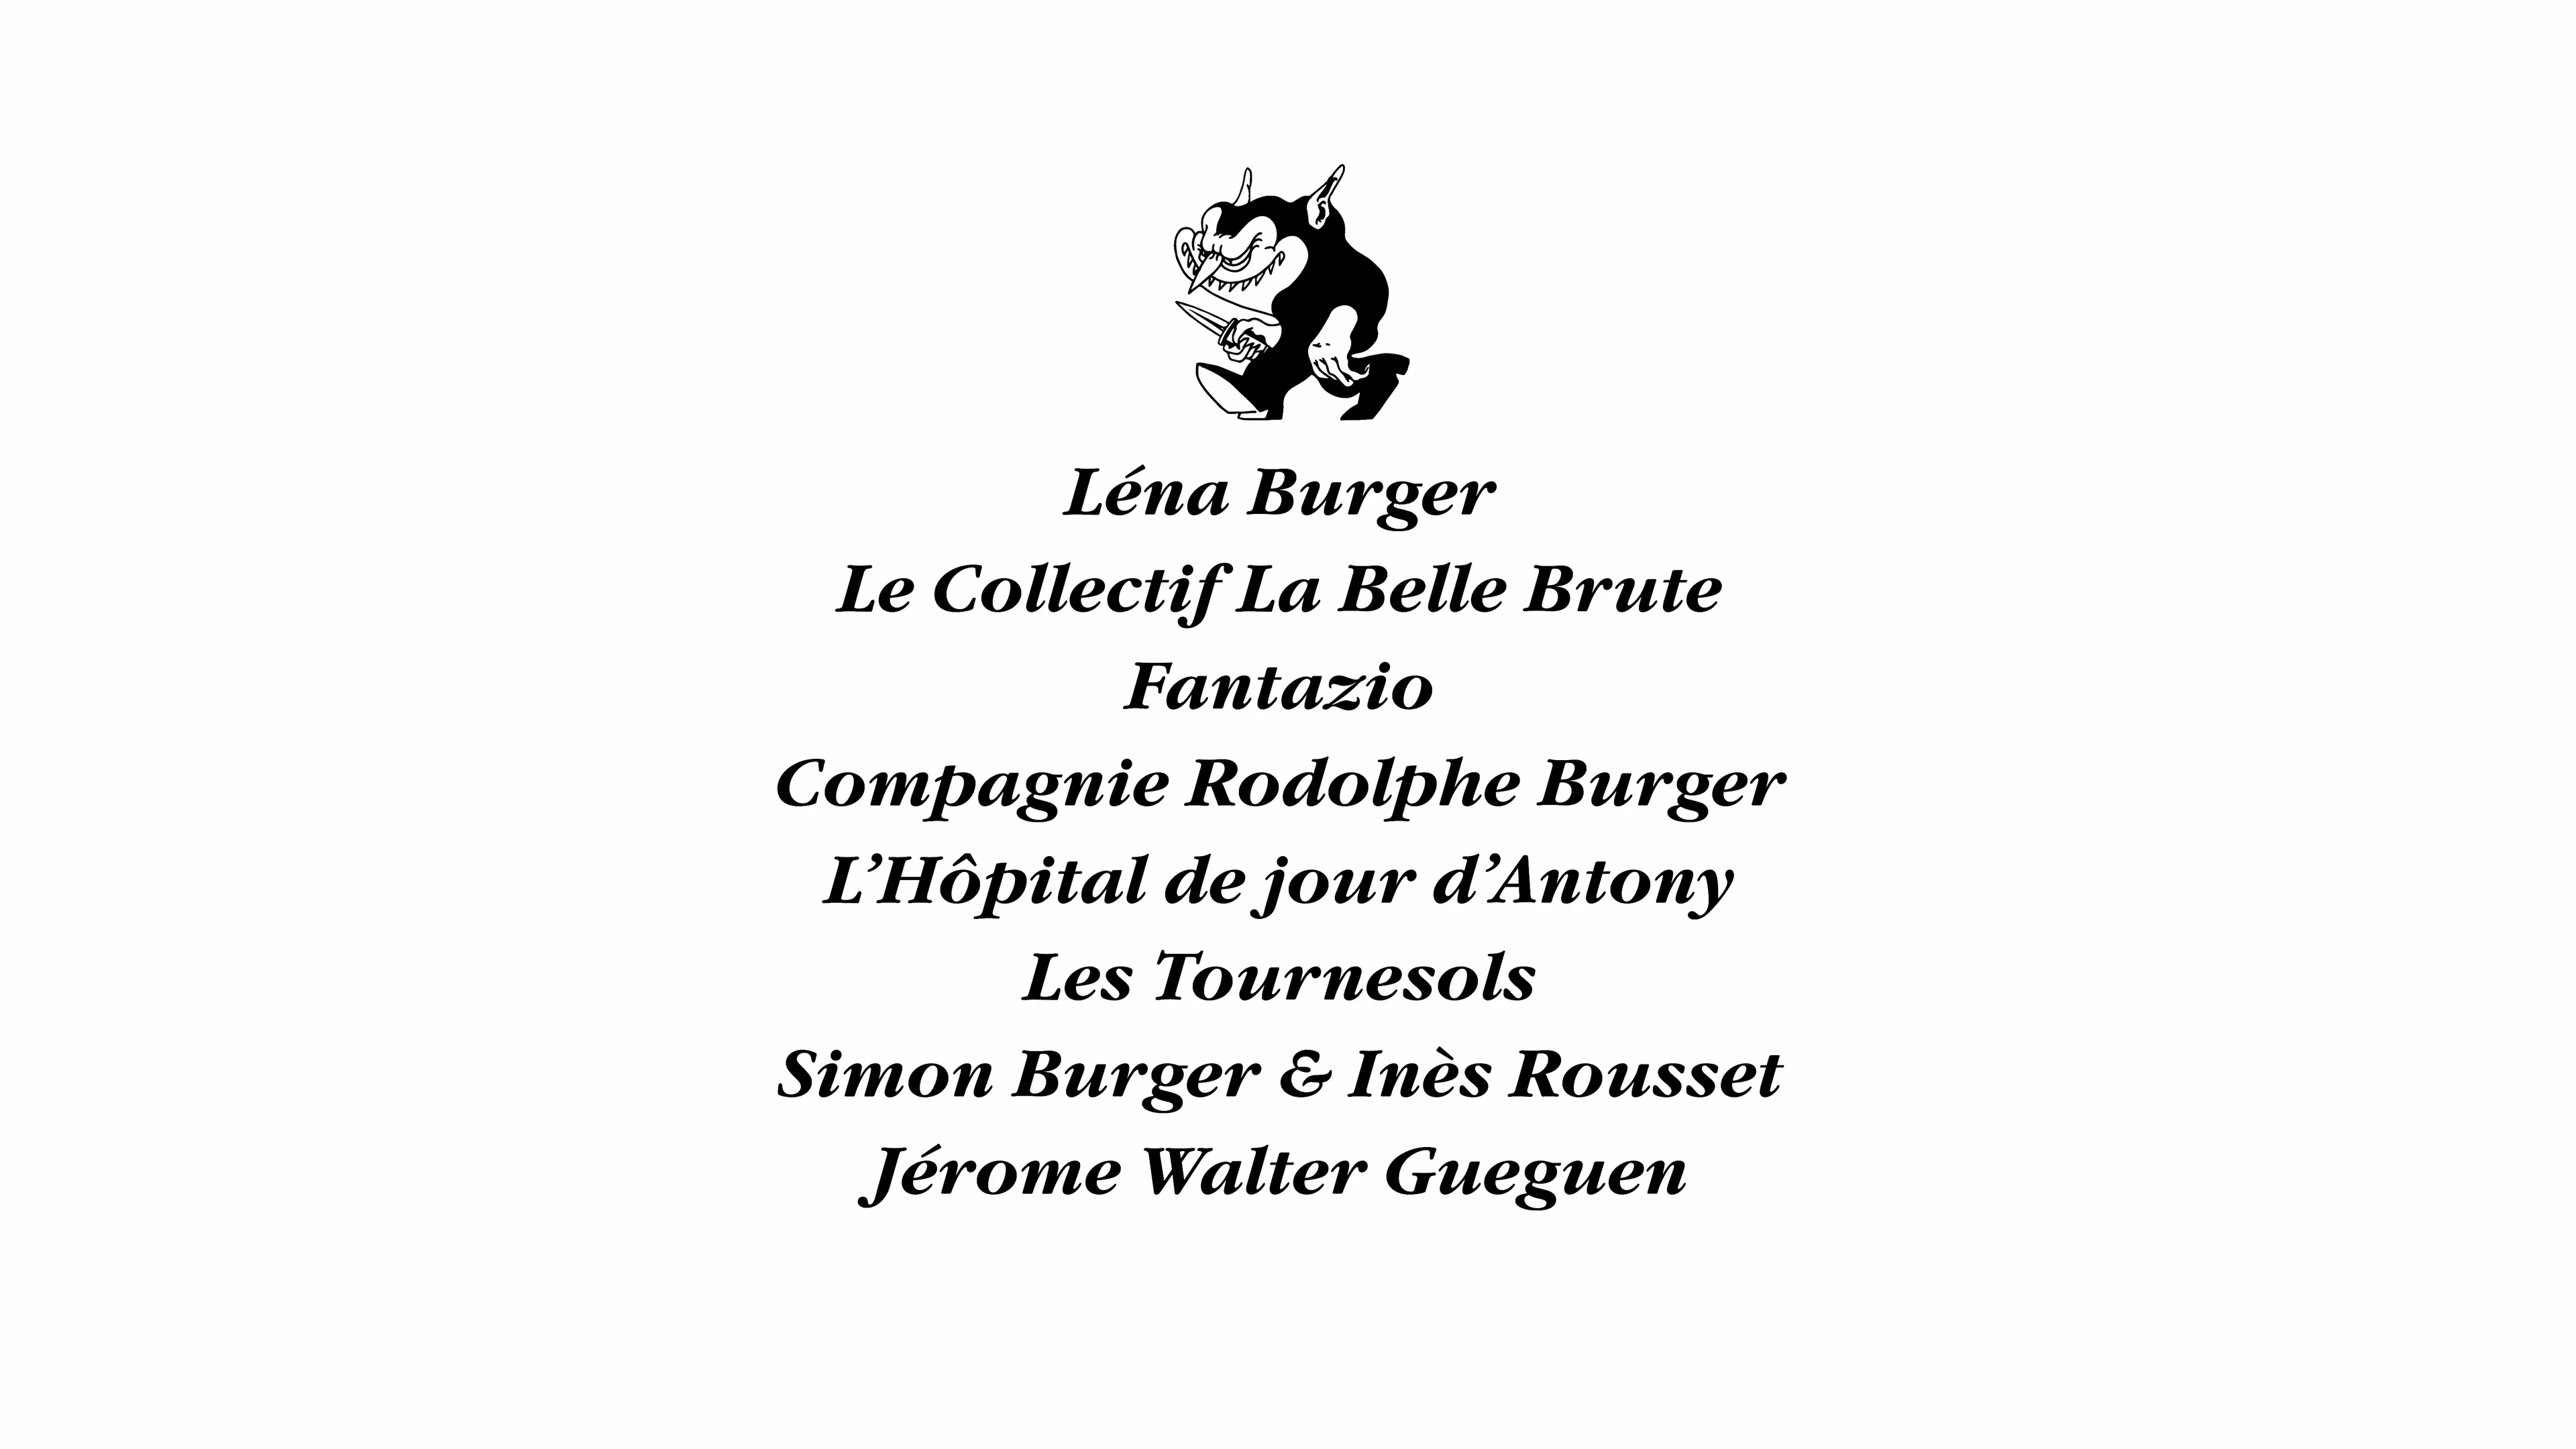 Léna Burger
Le Collectif La Belle Brute
Fantazio
Compagnie Rodolphe Burger
L’Hôpital de jour d’Antony
Les Tournesols
Simon Burger & Inès Rousset
Jérome Walter Gueguen